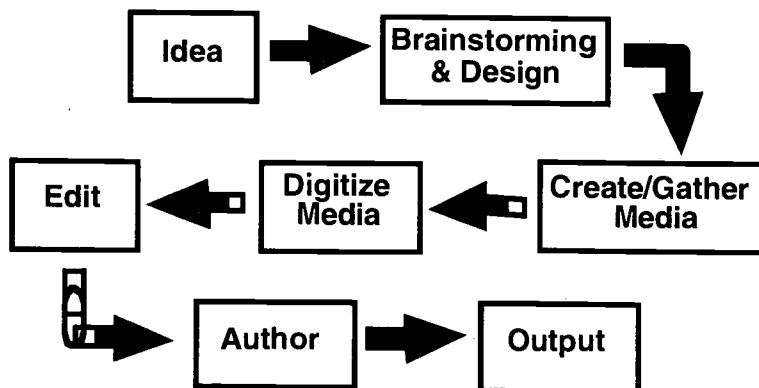 Idea
Brainstorming
& Design
Create/Gather
Media
Digitize
Media
Edit
Author
Output